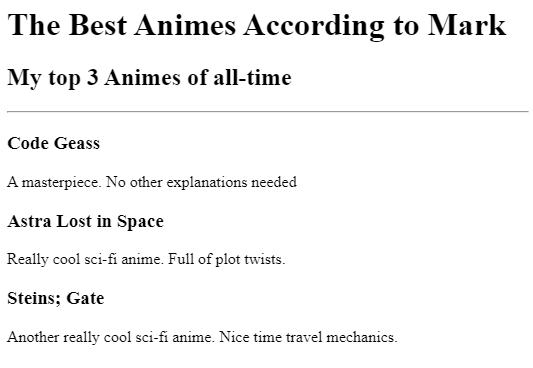 The Best Animes According to Mark
My top 3 Animes of all-time
Code Geass
A masterpiece. No other explanations needed
Astra Lost in Space
Really cool sci-fi anime. Full of plot twists.
Steins; Gate
Another really cool sci-fi anime. Nice time travel mechanics.